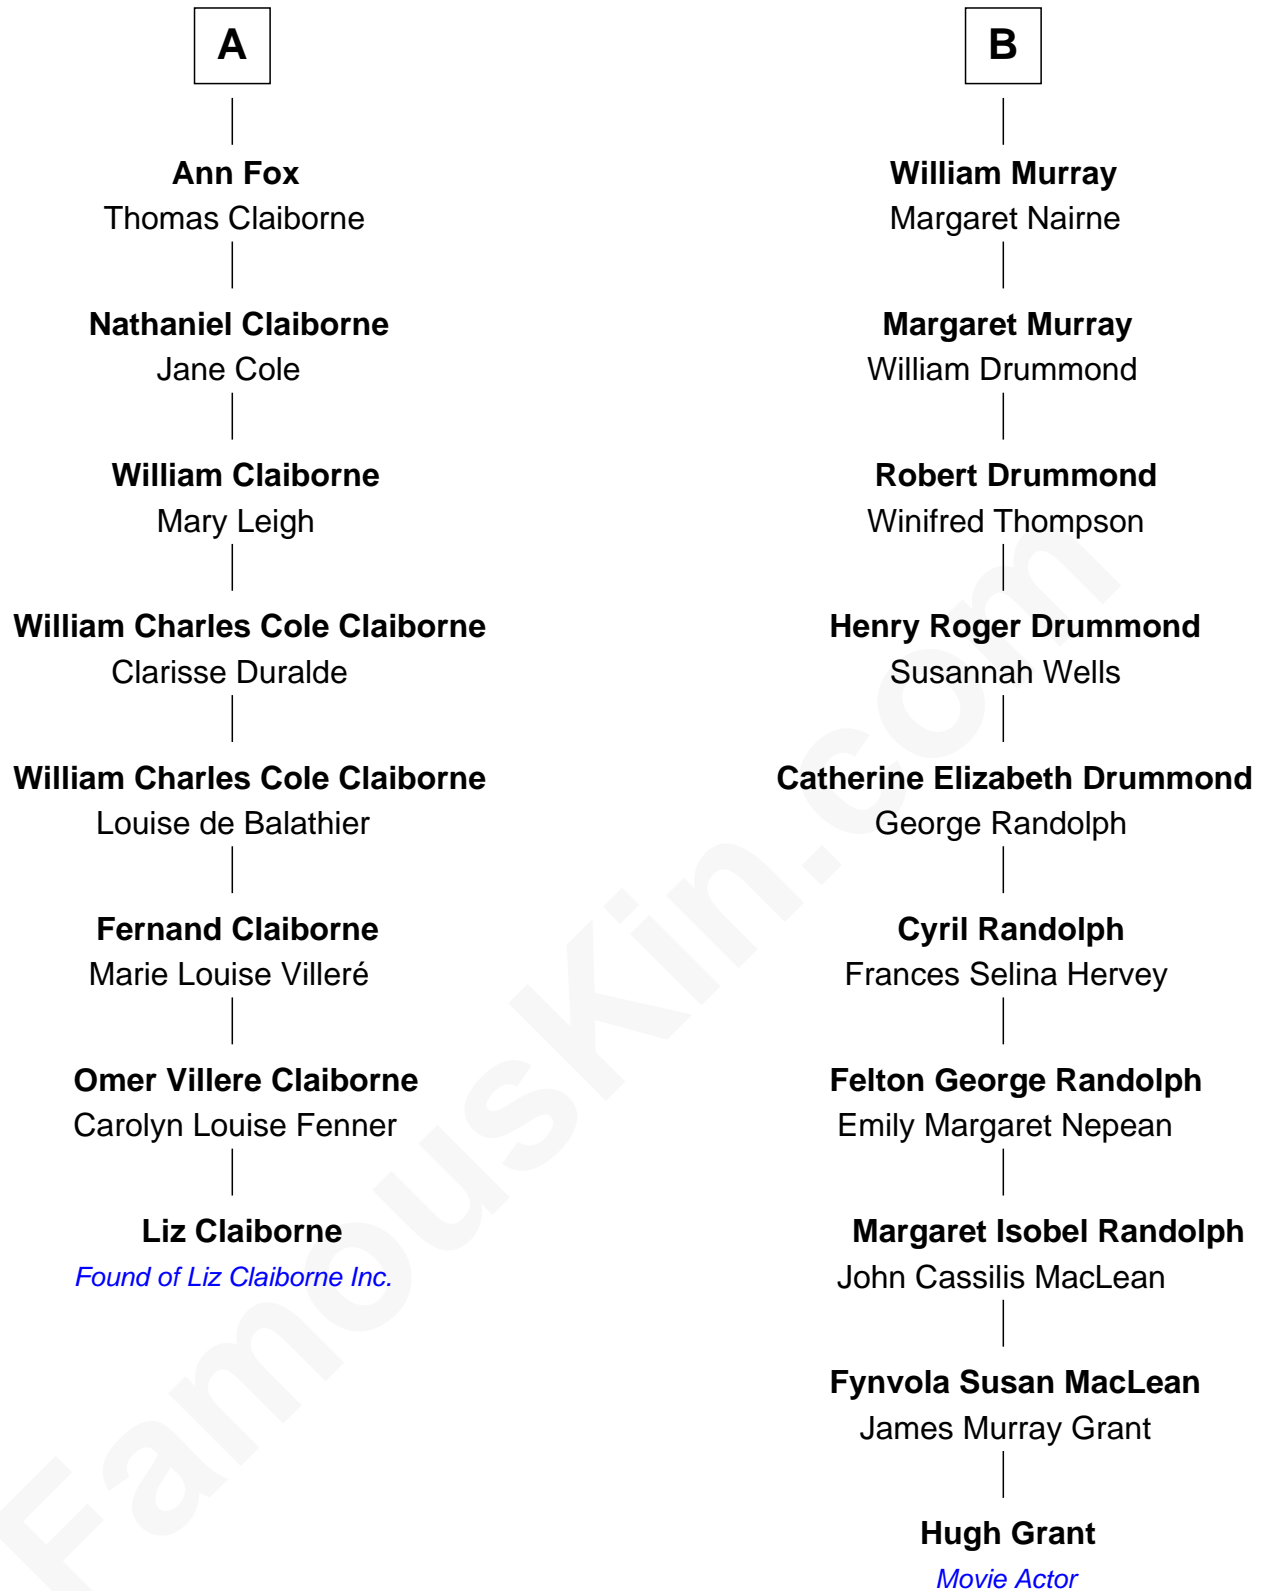 A
Ann Fox
Thomas Claiborne
Nathaniel Claiborne
Jane Cole
William Claiborne
Mary Leigh
William Charles Cole Claiborne
Clarisse Duralde
William Charles Cole Claiborne
Louise de Balathier
Fernand Claiborne
Marie Louise Villeré
Omer Villere Claiborne
Carolyn Louise Fenner
Liz Claiborne
Found of Liz Claiborne Inc.
B
William Murray
Margaret Nairne
Margaret Murray
William Drummond
Robert Drummond
Winifred Thompson
Henry Roger Drummond
Susannah Wells
Catherine Elizabeth Drummond
George Randolph
Cyril Randolph
Frances Selina Hervey
Felton George Randolph
Emily Margaret Nepean
Margaret Isobel Randolph
John Cassilis MacLean
Fynvola Susan MacLean
James Murray Grant
Hugh Grant
Movie Actor
FamousKin.com